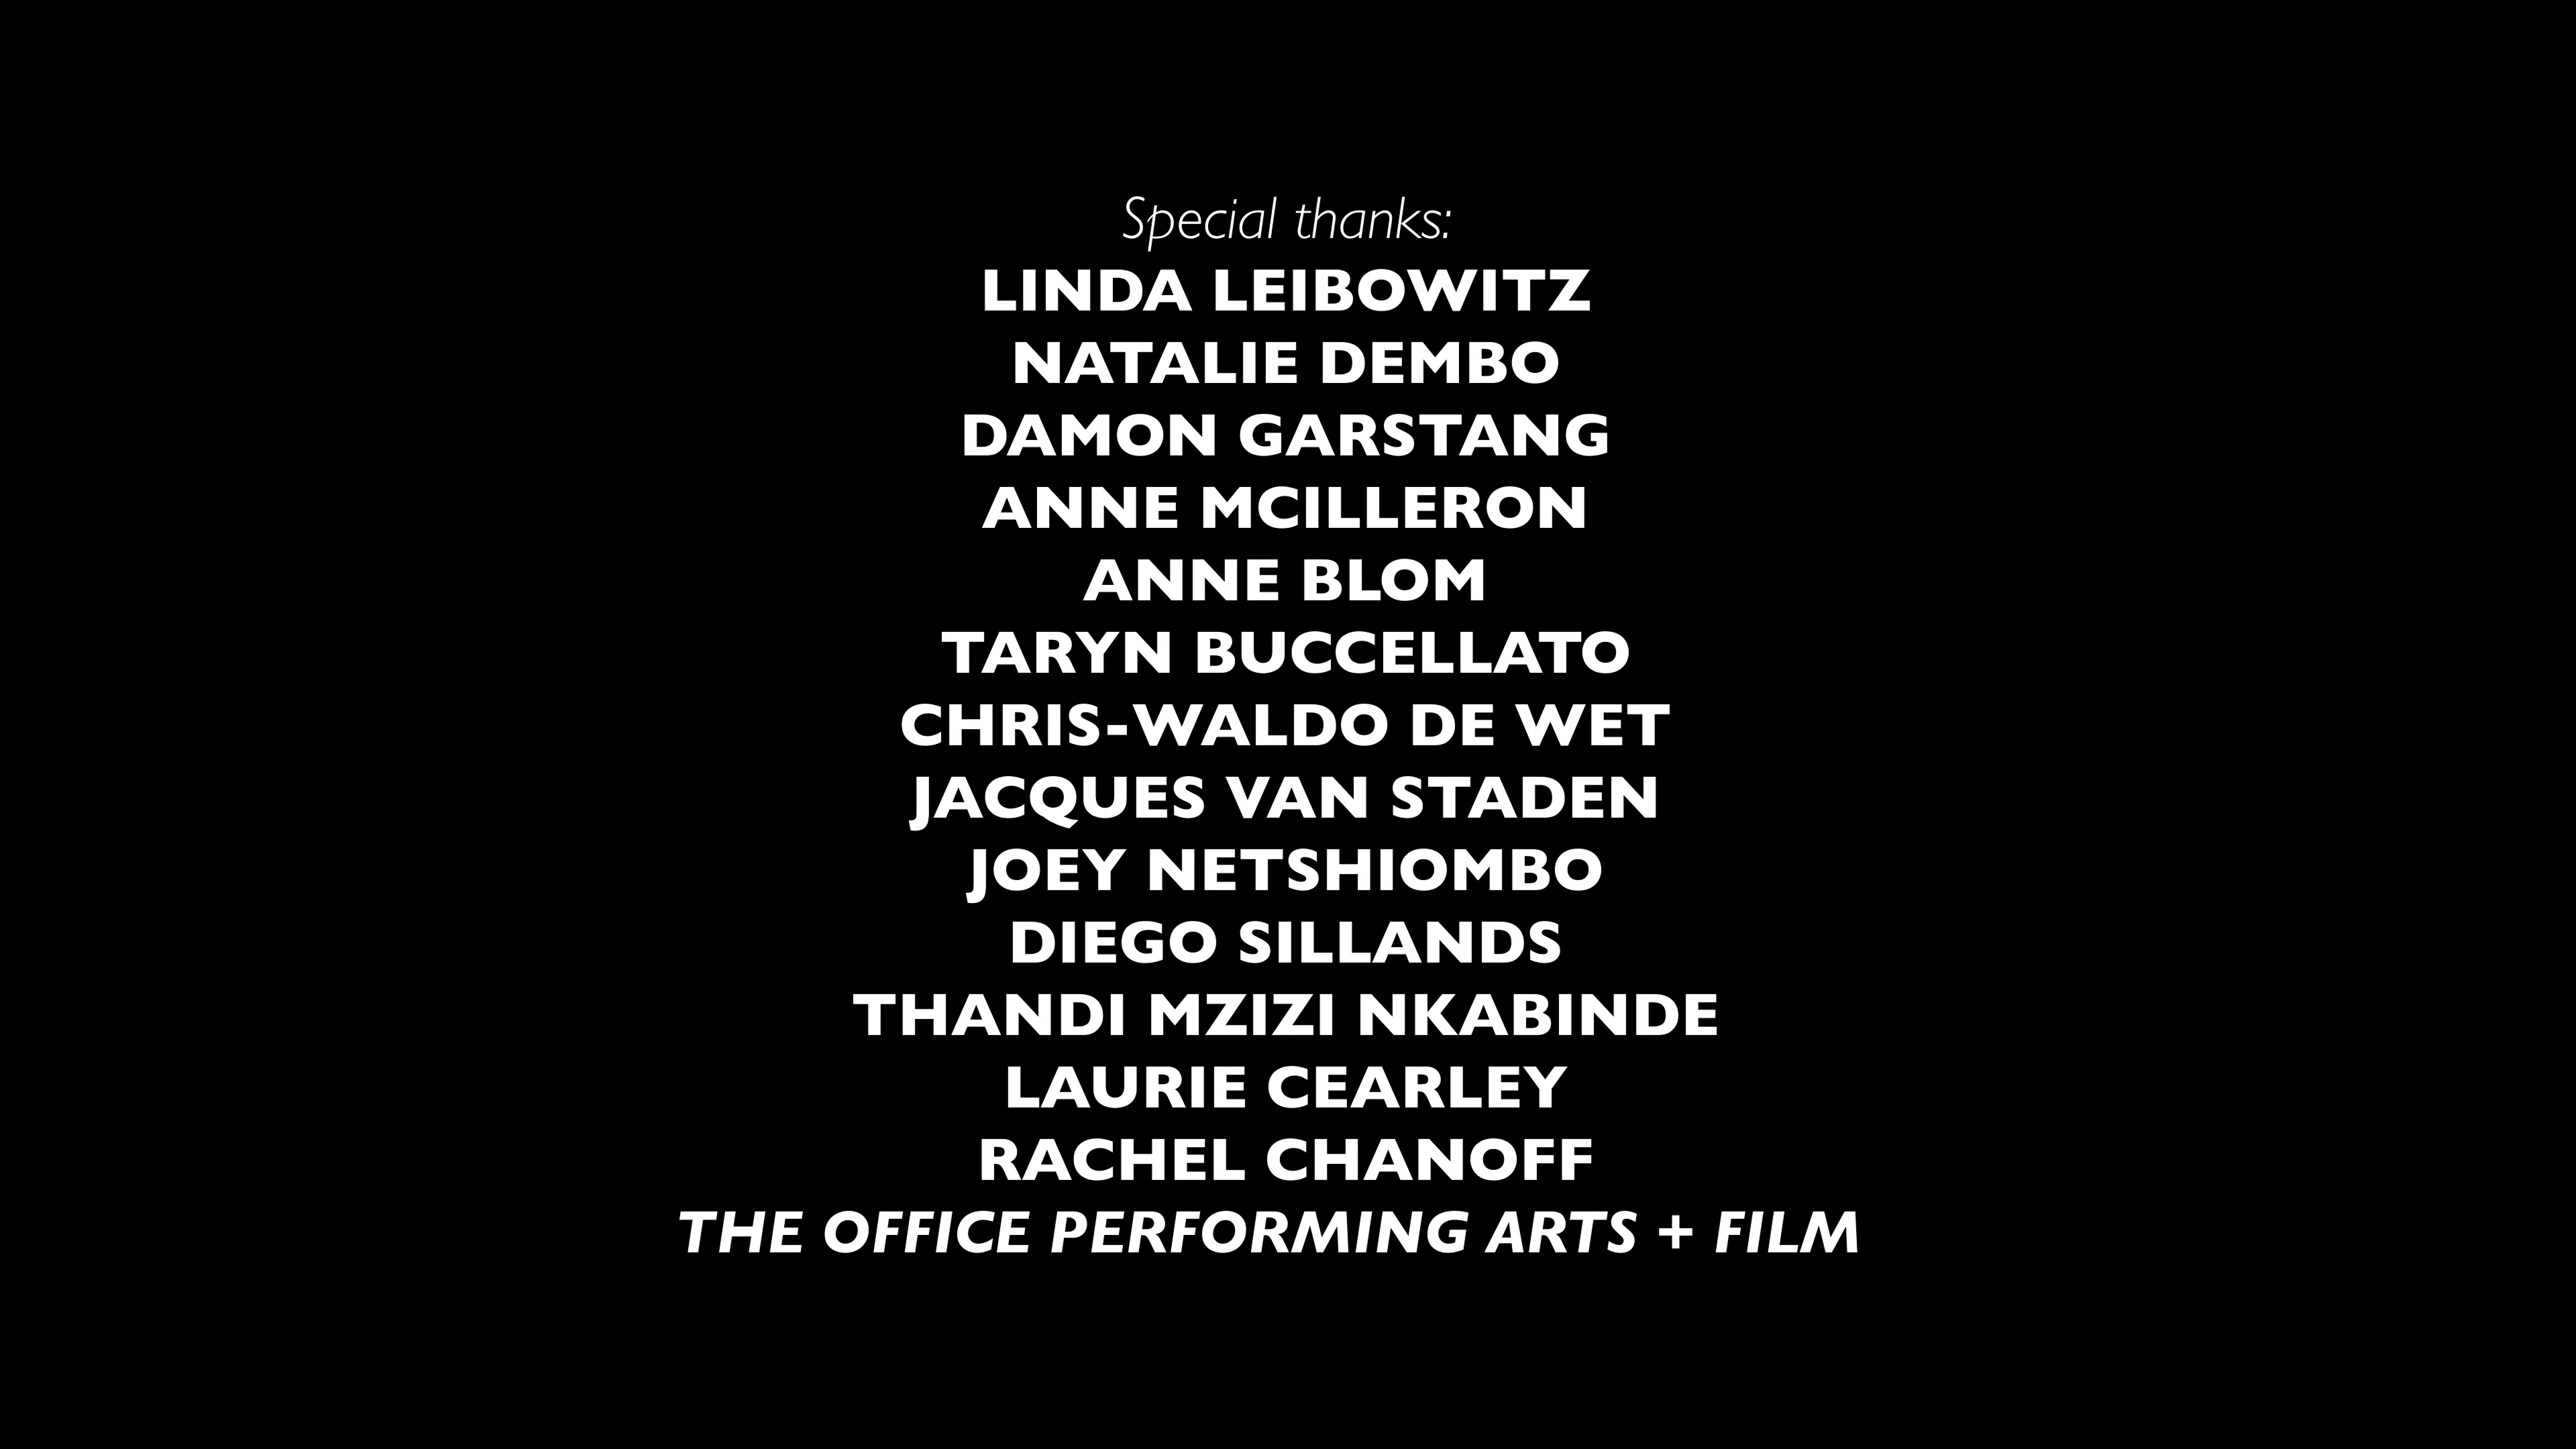 Special thanks:
LINDA LEIBOWITZ
NATALIE DEMBO
DAMON GARSTANG
ANNE MCILLERON
ANNE BLOM
TARYN BUCCELLATO
CHRIS-WALDO DE WET
JACQUES VAN STADEN
JOEY NETSHIOMBO
DIEGO SILLANDS
THANDI MZIZI NKABINDE
LAURIE CEARLEY
RACHEL CHANOFF
THE OFFICE PERFORMING ARTS + FILM